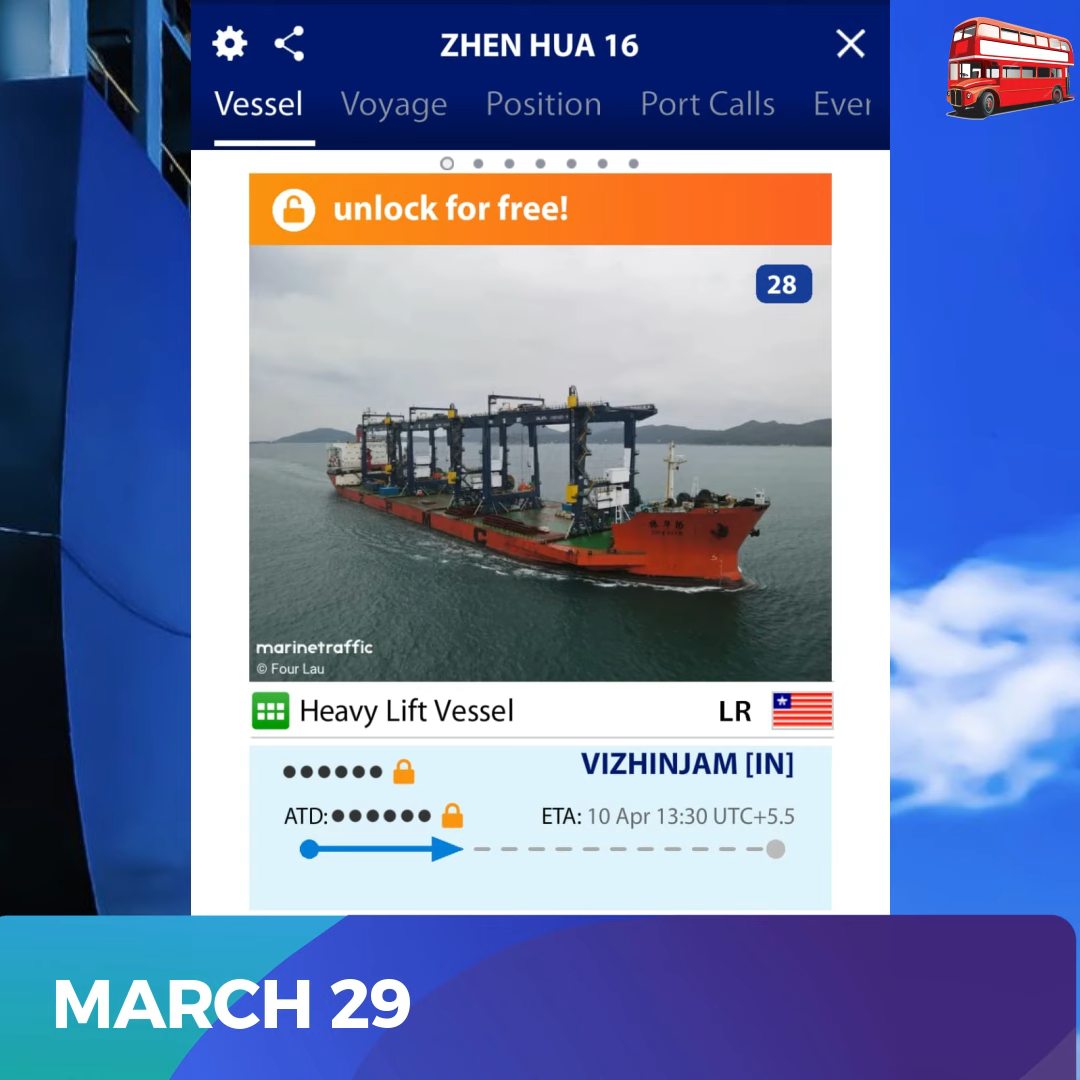 ZHEN HUA 16
Vessel Voyage Position Port Calls Ever
unlock for free!
28
marinetraffic
© Four Lau
Heavy Lift Vessel LR
VIZHINJAM [IN]
ATD:•••••• ETA: 10 Apr 13:30 UTC+5.5
MARCH 29